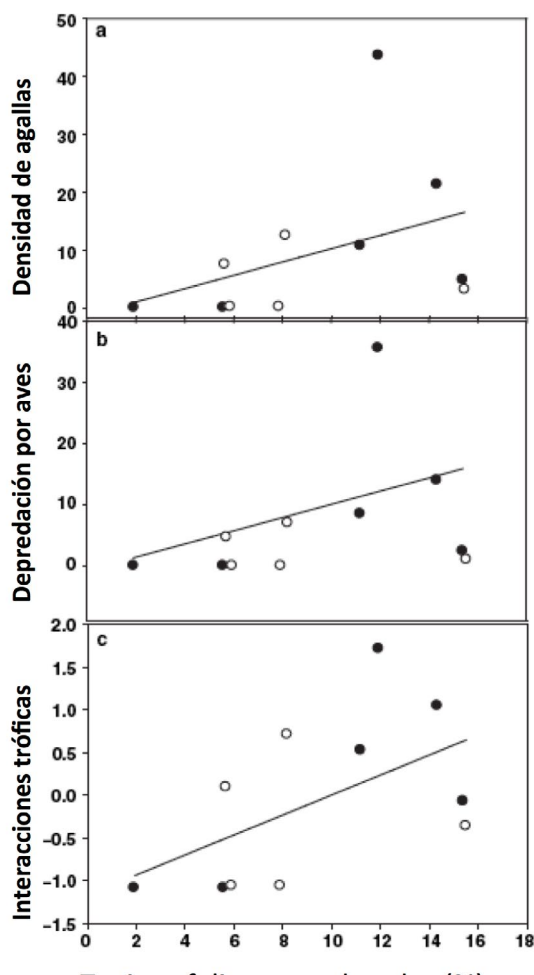 a
50
40
30
20
10
0
Densidad de agallas
b
40
30
20
10
0
Depredación por aves
c
2.0
1.5
1.0
0.5
0.0
−0.5
−1.0
−1.5
Interacciones tróficas
0 2 4 6 8 10 12 14 16 18